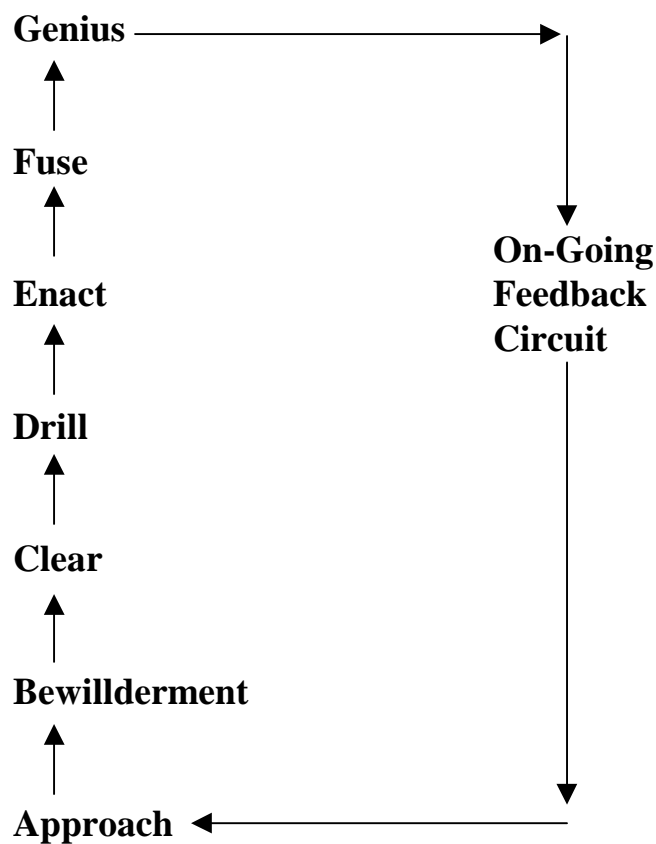 Genius
Fuse
On-Going
Feedback
Circuit
Enact
Drill
Clear
Bewillderment
Approach